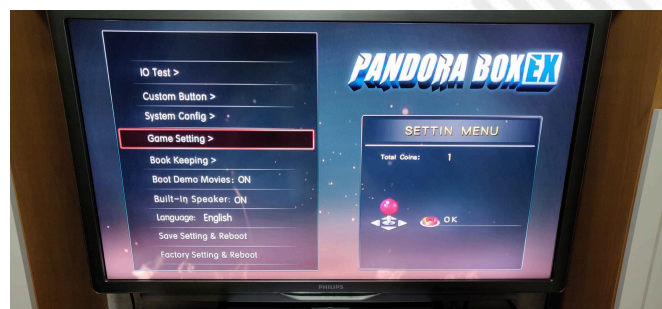 IO Test >
Custom Button >
System Config >
Game Setting >
Book Keeping >
Boot Demo Movies: ON
Built-In Speaker: ON
Language: English
Save Setting & Reboot
Factory Setting & Reboot
PANDORA BOX EX
SETTIN MENU
Total Coins: 1
OK
PHILIPS